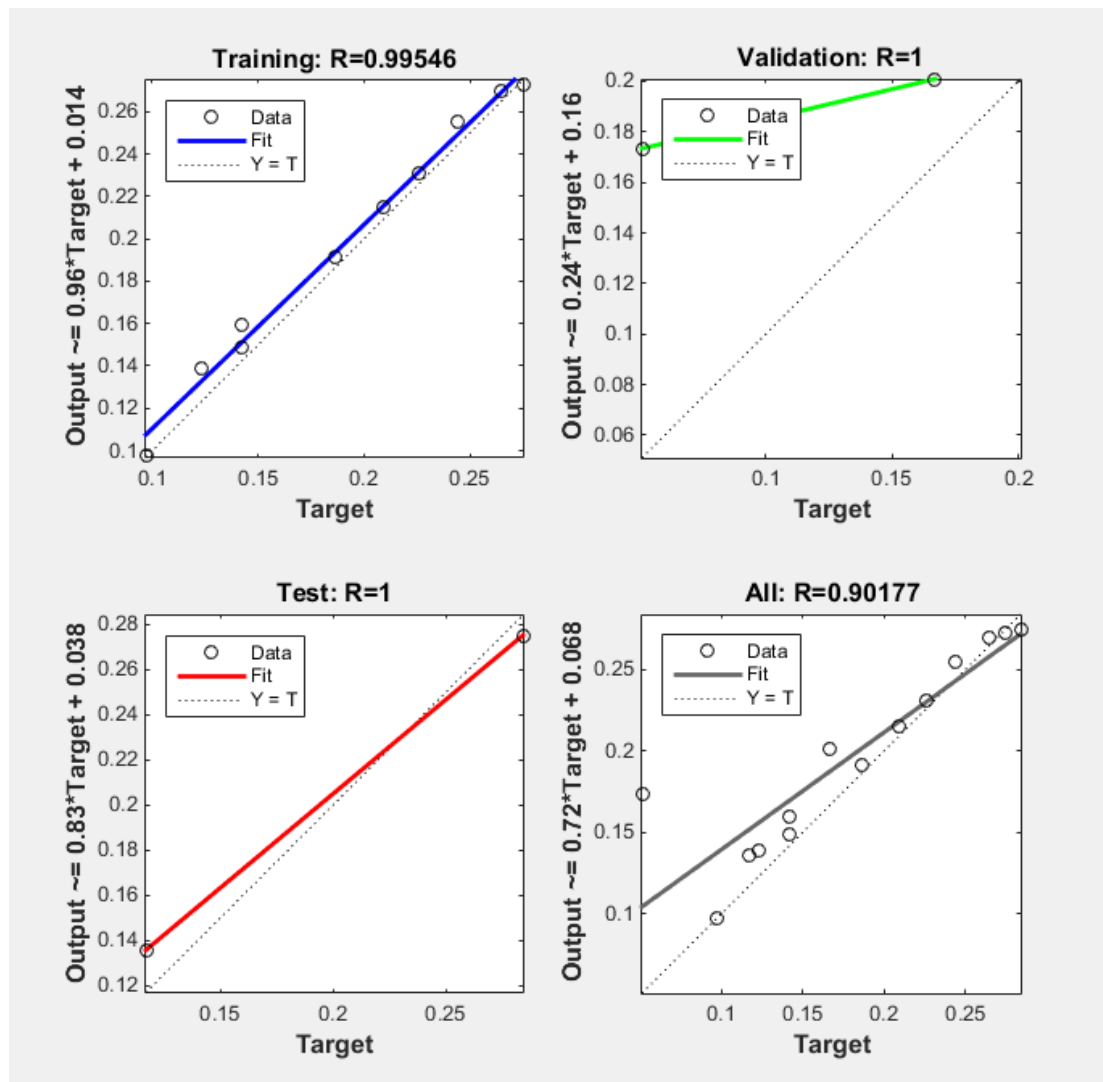 Training: R=0.99546
Output ~= 0.96*Target + 0.014
0.26
0.24
0.22
0.2
0.18
0.16
0.14
0.12
0.1
Data
Fit
Y = T
0.1 0.15 0.2 0.25
Target
Validation: R=1
Output ~= 0.24*Target + 0.16
0.2
0.18
0.16
0.14
0.12
0.1
0.08
0.06
Data
Fit
Y = T
0.1 0.15 0.2
Target
Test: R=1
Output ~= 0.83*Target + 0.038
0.28
0.26
0.24
0.22
0.2
0.18
0.16
0.14
0.12
Data
Fit
Y = T
0.15 0.2 0.25
Target
All: R=0.90177
Output ~= 0.72*Target + 0.068
0.25
0.2
0.15
0.1
Data
Fit
Y = T
0.1 0.15 0.2 0.25
Target